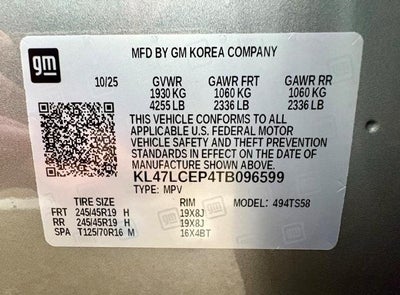 gm
MFD BY GM KOREA COMPANY
10/25 GVWR GAWR FRT GAWR RR
1930 KG 1060 KG 1060 KG
4255 LB 2336 LB 2336 LB
THIS VEHICLE CONFORMS TO ALL
APPLICABLE U.S. FEDERAL MOTOR
VEHICLE SAFETY AND THEFT PREVENTION
STANDARDS IN EFFECT ON THE DATE OF
MANUFACTURE SHOWN ABOVE.
KL47LCEP4TB096599
TYPE: MPV MODEL: 494TS58
TIRE SIZE RIM
FRT 245/45R19 H 19X8J
RR 245/45R19 H 19X8J
SPA T125/70R16 M 16X4BT